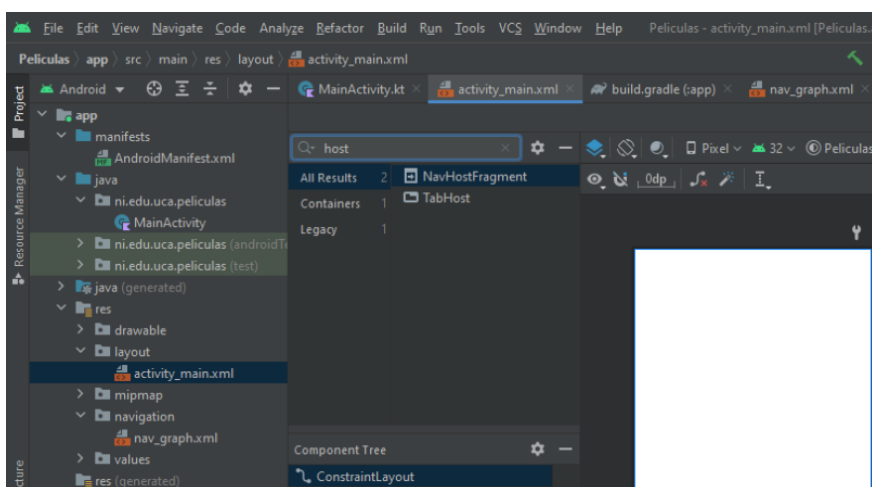 File Edit View Navigate Code Analyze Refactor Build Run Tools VCS Window Help Peliculas - activity_main.xml [Peliculas.
Peliculas app src main res layout activity_main.xml
Project
Android
MainActivity.kt activity_main.xml build.gradle (:app) nav_graph.xml
app
manifests
AndroidManifest.xml
java
ni.edu.uca.peliculas
MainActivity
ni.edu.uca.peliculas (androidTe
ni.edu.uca.peliculas (test)
java (generated)
res
drawable
layout
activity_main.xml
mipmap
navigation
nav_graph.xml
values
res (generated)
Resource Manager
host
Pixel 32 Peliculas
All Results 2
Containers 1
Legacy 1
NavHostFragment
TabHost
0dp
Component Tree
ConstraintLayout